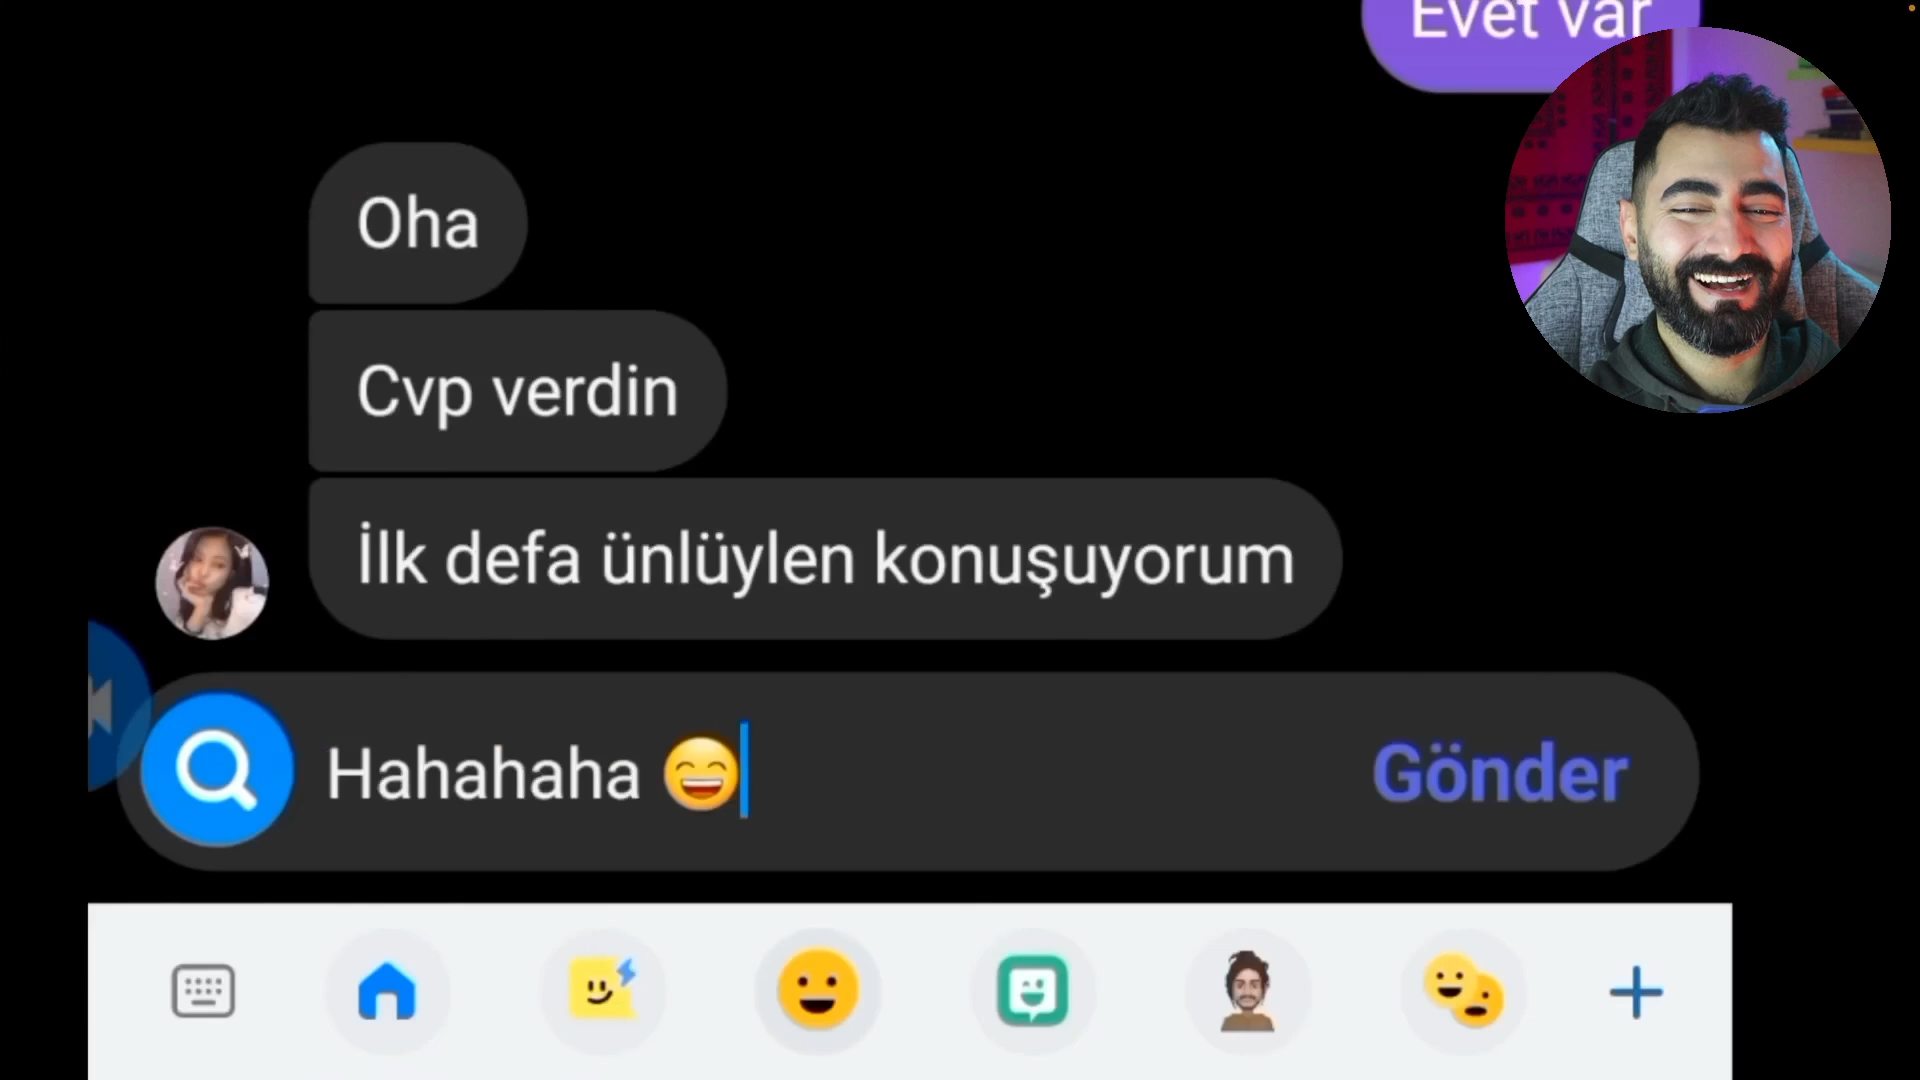 Evet var
Oha
Cvp verdin
İlk defa ünlüylen konuşuyorum
Hahahaha 😄
Gönder